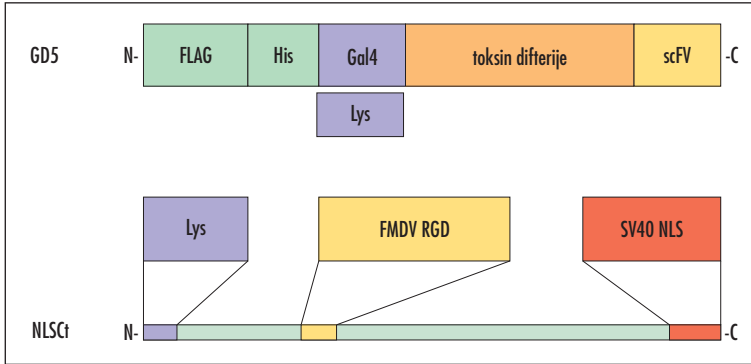 GD5 N- FLAG His Gal4 toksin difterije scFV -C
Lys
Lys FMDV RGD SV40 NLS
NLSCt N- -C